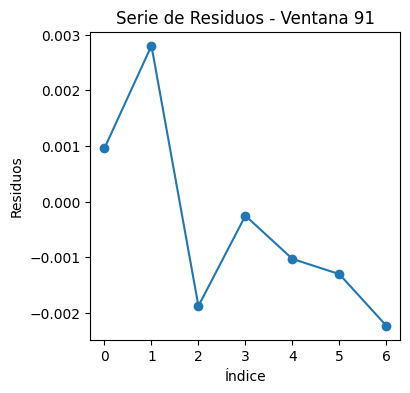 Serie de Residuos - Ventana 91
0.003
0.002
0.001
0.000
−0.001
−0.002
Residuos
0 1 2 3 4 5 6
Índice